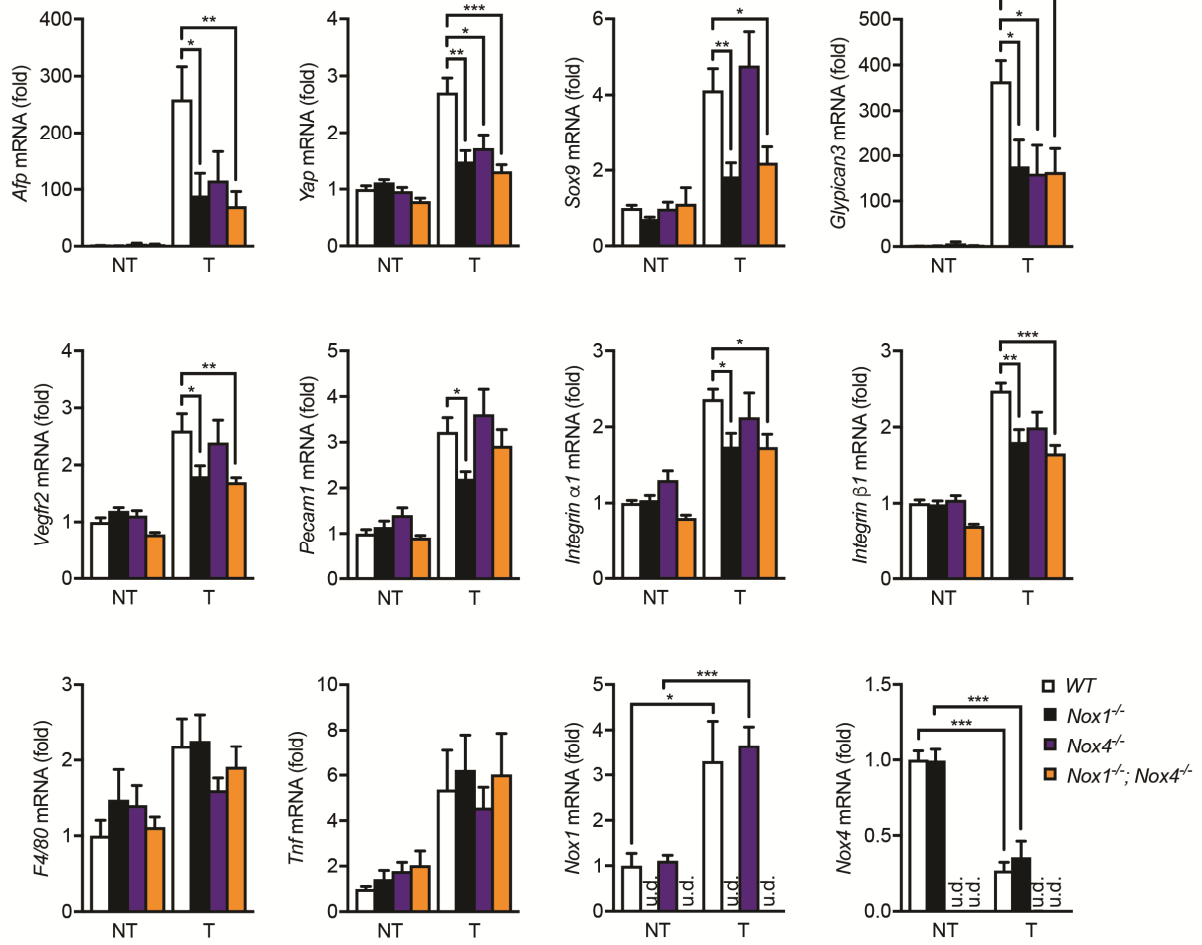 Afp mRNA (fold)
400
300
200
100
0
**
*
NT
T
Yap mRNA (fold)
4
3
2
1
0
***
*
**
NT
T
Sox9 mRNA (fold)
6
4
2
0
*
**
NT
T
Glypican3 mRNA (fold)
500
400
300
200
100
0
*
*
NT
T
Vegfr2 mRNA (fold)
4
3
2
1
0
**
*
NT
T
Pecam1 mRNA (fold)
5
4
3
2
1
0
*
NT
T
Integrin α1 mRNA (fold)
3
2
1
0
*
*
NT
T
Integrin β1 mRNA (fold)
3
2
1
0
***
**
NT
T
F4/80 mRNA (fold)
3
2
1
0
NT
T
Tnf mRNA (fold)
10
8
6
4
2
0
NT
T
Nox1 mRNA (fold)
5
4
3
2
1
0
***
*
u.d.
u.d.
u.d.
u.d.
NT
T
Nox4 mRNA (fold)
1.5
1.0
0.5
0.0
***
***
u.d.
u.d.
u.d.
u.d.
NT
T
WT
Nox1-/-
Nox4-/-
Nox1-/-; Nox4-/-